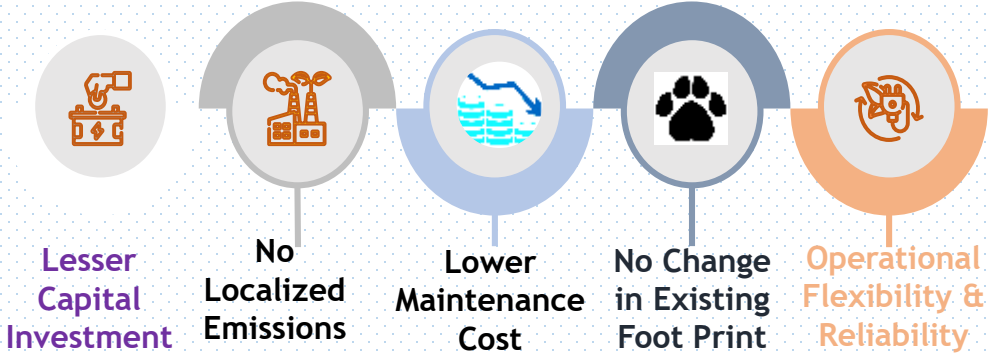 Lesser
Capital
Investment
No
Localized
Emissions
Lower
Maintenance
Cost
No Change
in Existing
Foot Print
Operational
Flexibility &
Reliability